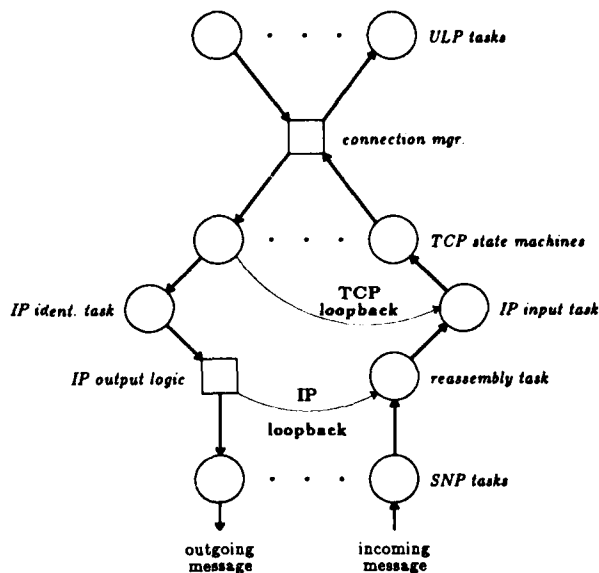 ULP tasks
connection mgr.
TCP state machines
TCP
loopback
IP ident. task
IP input task
IP output logic
IP
loopback
reassembly task
SNP tasks
outgoing
message
incoming
message